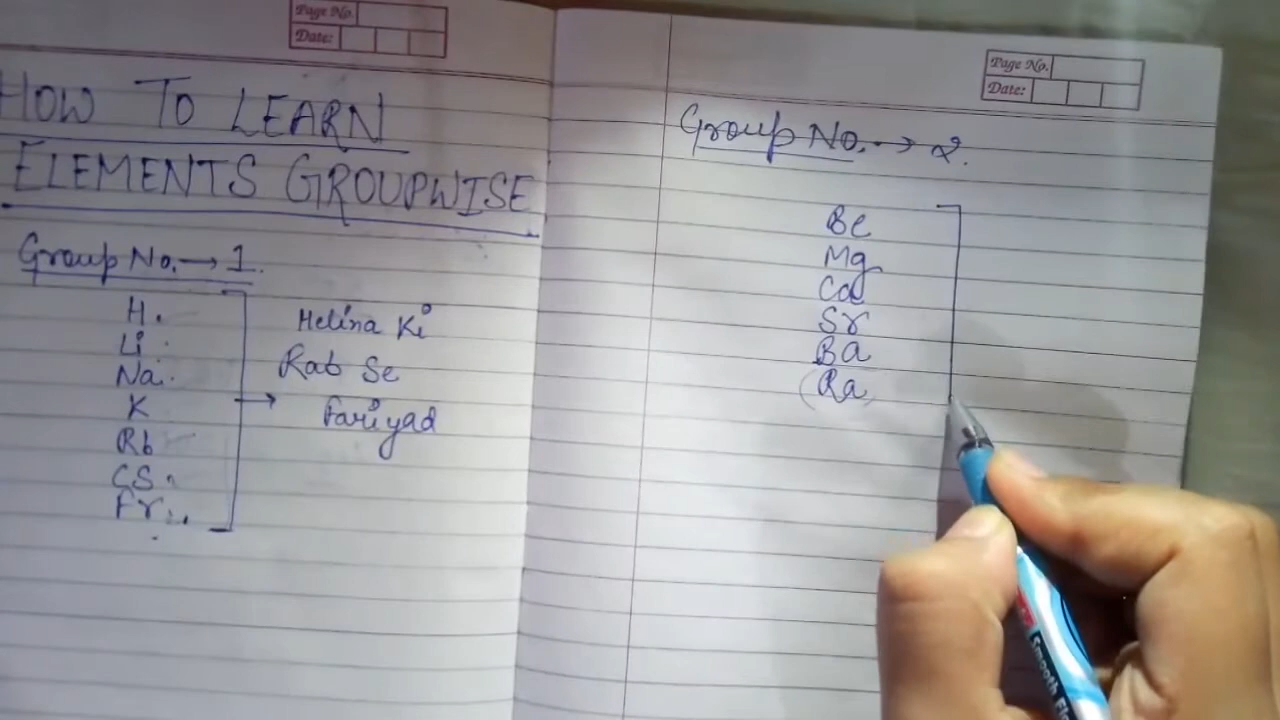 Page No.
Date:
HOW TO LEARN
ELEMENTS GROUPWISE
Group No. → 1.
H.
Li
Na.
K
Rb
CS
Fr
Helina Ki
Rab Se
Fariyad
Page No.
Date:
Group No. → 2.
Be
Mg
Ca
Sr
Ba
(Ra)
Smooth